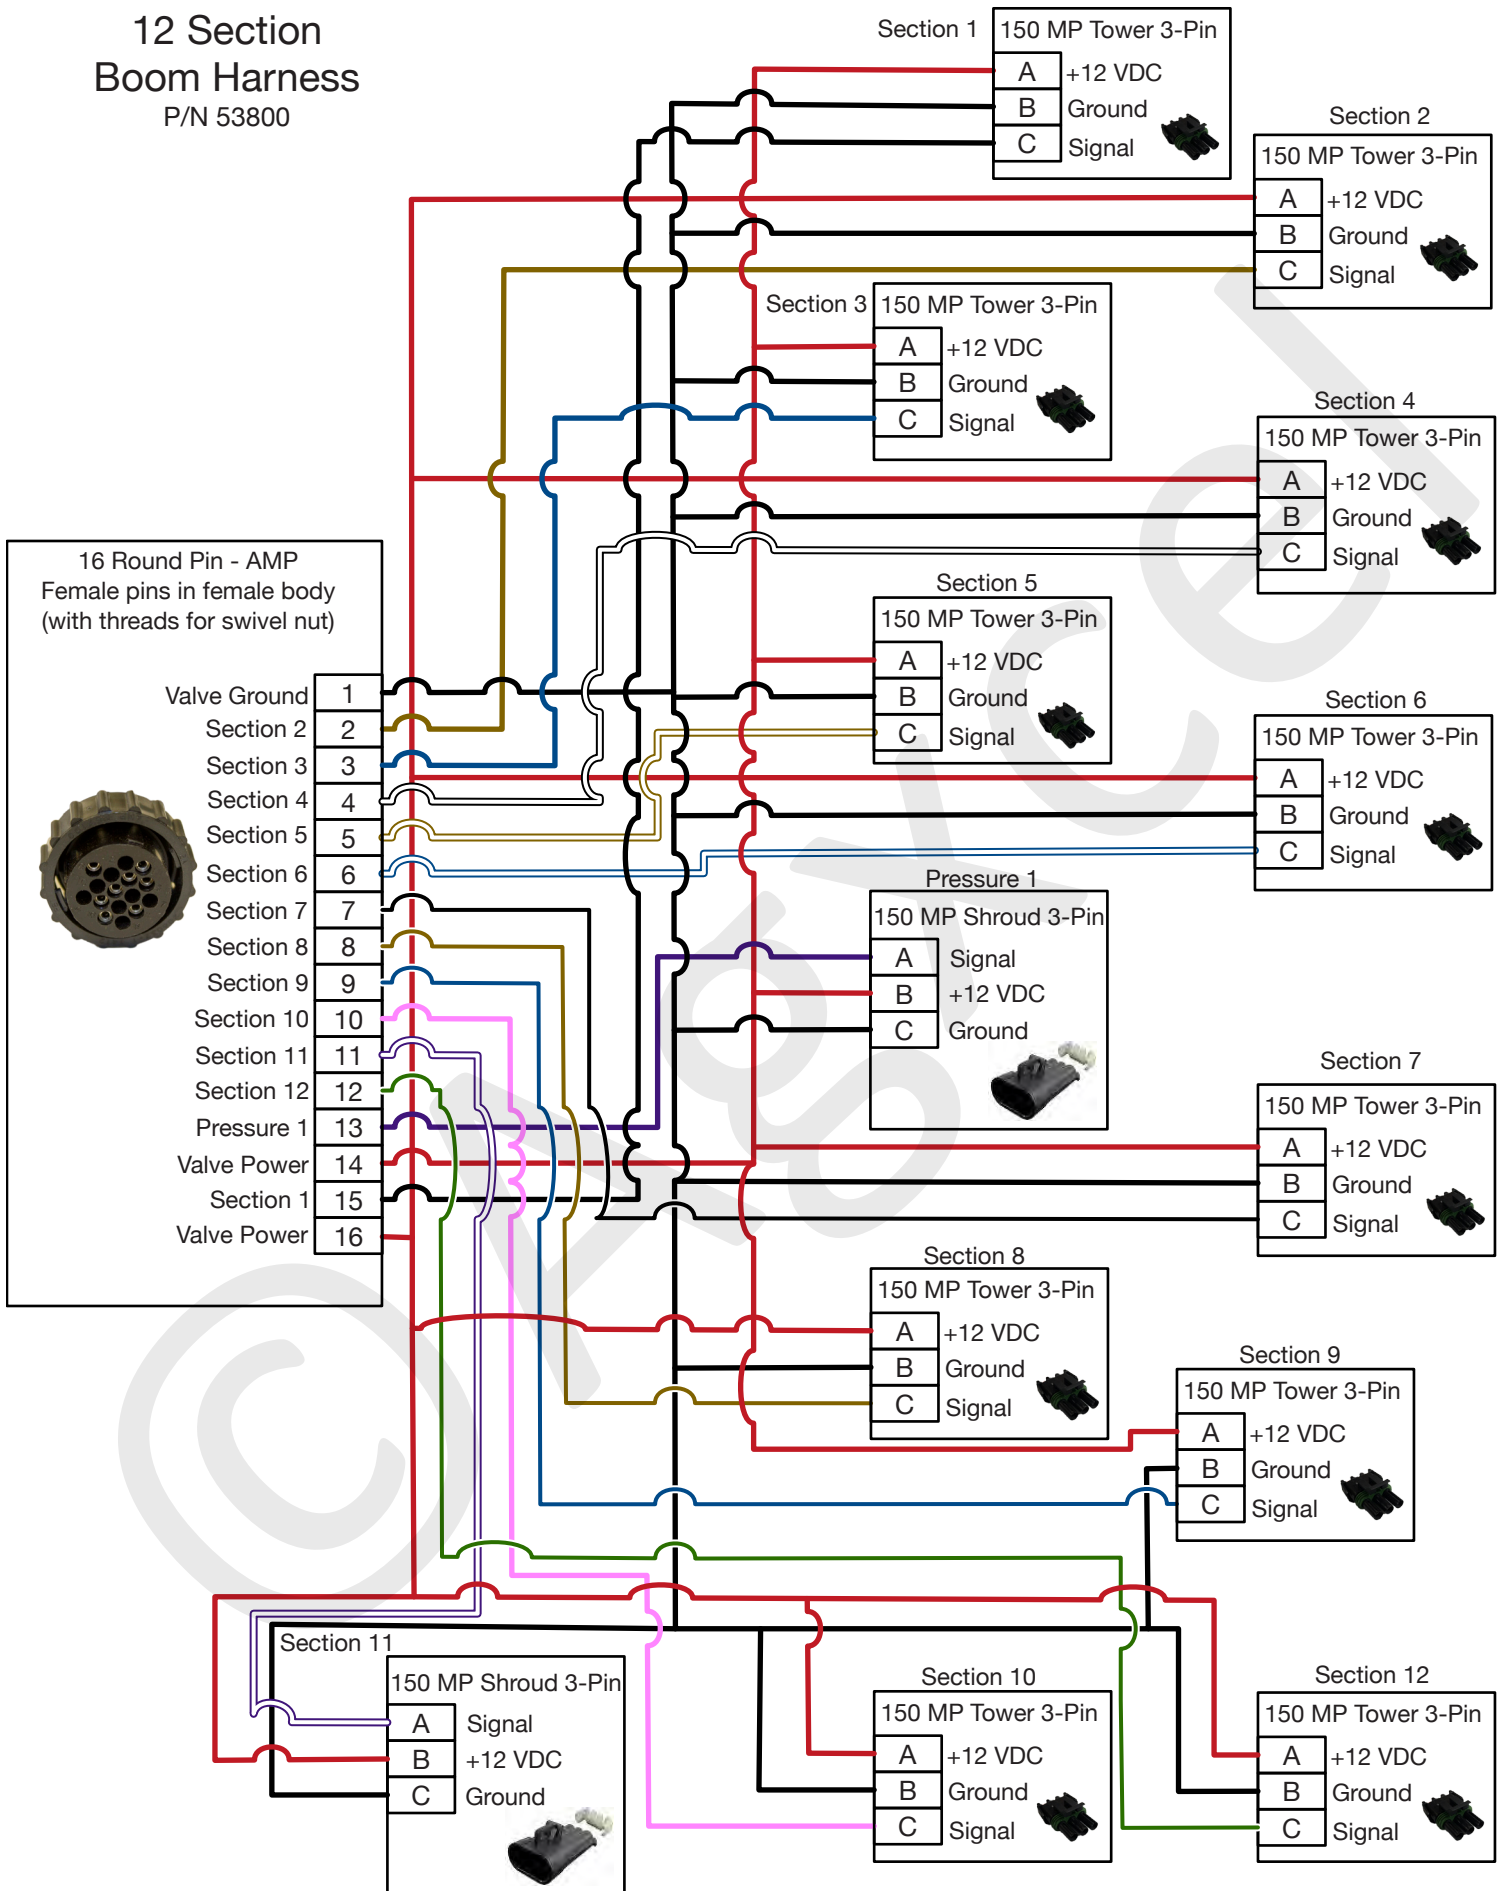 12 Section
Boom Harness
P/N 53800
Section 1
150 MP Tower 3-Pin
A +12 VDC
B Ground
C Signal
Section 2
150 MP Tower 3-Pin
A +12 VDC
B Ground
C Signal
Section 3
150 MP Tower 3-Pin
A +12 VDC
B Ground
C Signal
Section 4
150 MP Tower 3-Pin
A +12 VDC
B Ground
C Signal
16 Round Pin - AMP
Female pins in female body
(with threads for swivel nut)
Valve Ground 1
Section 2 2
Section 3 3
Section 4 4
Section 5 5
Section 6 6
Section 7 7
Section 8 8
Section 9 9
Section 10 10
Section 11 11
Section 12 12
Pressure 1 13
Valve Power 14
Section 1 15
Valve Power 16
Section 5
150 MP Tower 3-Pin
A +12 VDC
B Ground
C Signal
Section 6
150 MP Tower 3-Pin
A +12 VDC
B Ground
C Signal
Pressure 1
150 MP Shroud 3-Pin
A Signal
B +12 VDC
C Ground
Section 7
150 MP Tower 3-Pin
A +12 VDC
B Ground
C Signal
Section 8
150 MP Tower 3-Pin
A +12 VDC
B Ground
C Signal
Section 9
150 MP Tower 3-Pin
A +12 VDC
B Ground
C Signal
Section 11
150 MP Shroud 3-Pin
A Signal
B +12 VDC
C Ground
Section 10
150 MP Tower 3-Pin
A +12 VDC
B Ground
C Signal
Section 12
150 MP Tower 3-Pin
A +12 VDC
B Ground
C Signal
©Agxcel